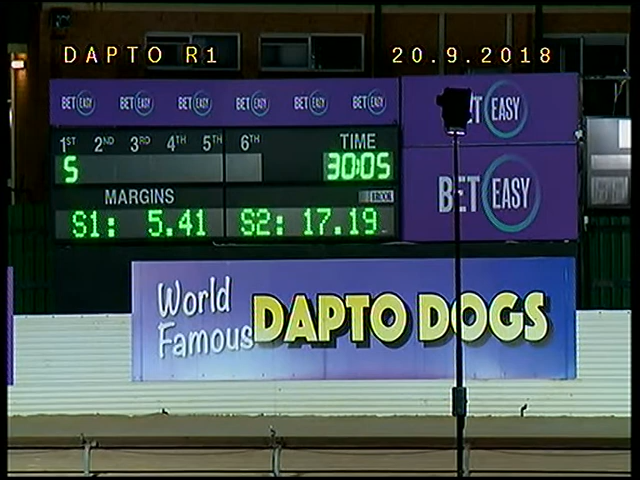 DAPTO R1 20.9.2018
BET EASY BET EASY BET EASY BET EASY BET EASY BET EASY
BET EASY
1ST 2ND 3RD 4TH 5TH 6TH TIME
5 30:05
MARGINS
S1: 5.41 S2: 17.19
BET EASY
World
Famous DAPTO DOGS